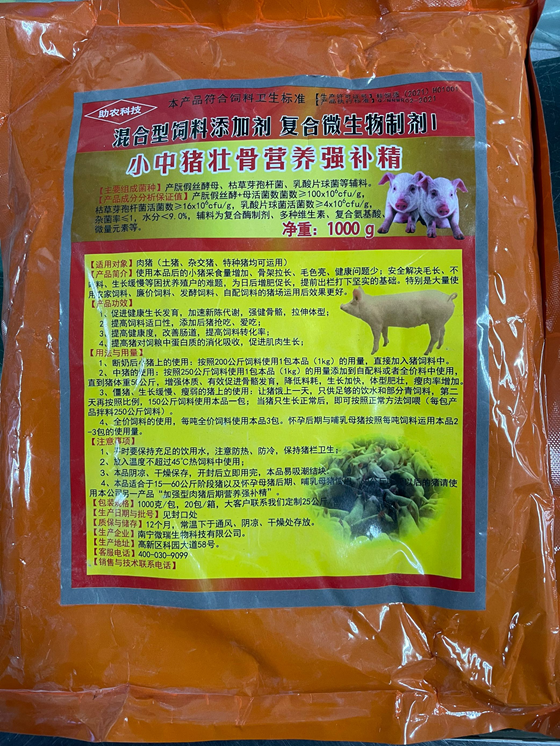 助农科技
本产品符合饲料卫生标准
混合型饲料添加剂 复合微生物制剂I
小中猪壮骨营养强补精
【主要组成菌种】产朊假丝酵母、枯草芽孢杆菌、乳酸片球菌等辅料。
【产品成分分析保证值】产朊假丝+母活菌数菌数≥100x10⁸cfu/g,
枯草芽孢杆菌活菌数≥16x10⁸cfu/g, 乳酸片球菌活菌数≥4x10⁸cfu/g,
杂菌率≤1, 水分<9.0%, 辅料为复合酶制剂、多种维生素、复合氨基酸、
微量元素等。
净重: 1000 g
【适用对象】肉猪(土猪、杂交猪、特种猪均可运用)
【产品简介】使用本品后的小猪采食量增加、骨架拉长、毛色亮、健康问题少;安全解决毛长、不
料、生长缓慢等困扰养殖户的难题, 为日后增肥促长, 提前出栏打下坚实的基础。特别是大量使
用农家饲料、廉价饲料、发酵饲料、自配饲料的猪场运用后效果更好。
1、促进健康生长发育, 加速新陈代谢, 强健骨骼, 拉伸体型;
2、提高饲料适口性, 添加后猪抢吃、爱吃;
3、提高健康度, 改善肠道, 提高饲料转化率;
4、提高猪对饲粮中蛋白质的消化吸收, 促进肌肉生长;
【用法与用量】
1、断奶后小猪上的使用: 按照200公斤饲料使用1包本品(1kg)的用量, 直接加入猪饲料中。
2、中猪的使用: 按照250公斤饲料使用1包本品(1kg)的用量添加到自配料或者全价料中使用,
直到猪体重50公斤, 增强体质、有效促进骨骼发育, 降低料耗, 生长加快, 体型肥壮, 瘦肉率增加。
3、僵猪、生长缓慢、瘦弱的猪上的使用: 让猪饿上一天, 只供足够的饮水和部分青饲料, 第二
天再按照比例, 150公斤饲料使用本品一包; 当猪只生长正常后, 即可按照正常方法饲喂(每包产
品拌料250公斤饲料)。
4、全价饲料的使用, 每吨全价饲料使用本品3包。怀孕后期与哺乳母猪按照每吨饲料运用本品2
-3包的使用量。
【注意事项】
1、平时要保持充足的饮用水, 注意防热、防冷, 保持猪栏卫生;
2、放入温度不超过45℃热饲料中使用;
3、本品阴凉、干燥保存, 开封后立即用完, 本品易吸潮结块
4、本品适合于15—60公斤阶段猪以及怀孕母猪后期、哺乳母猪 的猪请使
用本公司另一产品“加强型肉猪后期营养强补精”。
【包装规格】1000克/包, 20包/箱, 大客户联系我们定制25公斤
【生产日期与批号】见封口处
【质保与储存】12个月, 常温下于通风、阴凉、干燥处存放。
【生产企业】南宁微瑞生物科技有限公司。
【生产地址】高新区科园大道58号。
【客服电话】400-030-9099
【销售与技术联系电话】